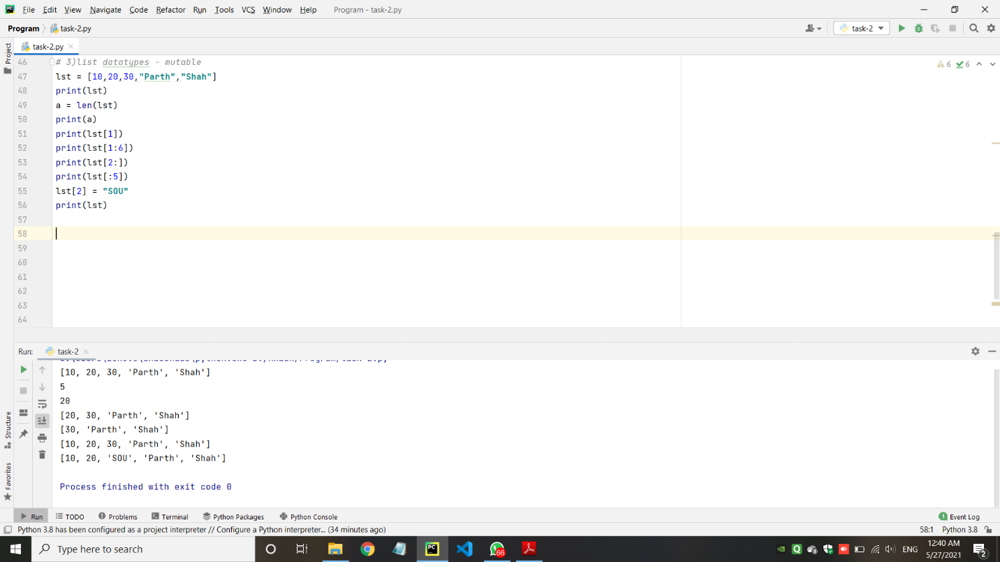 File Edit View Navigate Code Refactor Run Tools VCS Window Help Program - task-2.py
Program task-2.py task-2
task-2.py
Project
46 # 3)list datatypes - mutable 6 6
47 lst = [10,20,30,"Parth","Shah"]
48 print(lst)
49 a = len(lst)
50 print(a)
51 print(lst[1])
52 print(lst[1:6])
53 print(lst[2:])
54 print(lst[:5])
55 lst[2] = "SOU"
56 print(lst)
57
58
59
60
61
62
63
64
Run: task-2
[10, 20, 30, 'Parth', 'Shah']
5
20
[20, 30, 'Parth', 'Shah']
[30, 'Parth', 'Shah']
[10, 20, 30, 'Parth', 'Shah']
[10, 20, 'SOU', 'Parth', 'Shah']
Process finished with exit code 0
Structure
Favorites
Run TODO Problems Terminal Python Packages Python Console 1 Event Log
Python 3.8 has been configured as a project interpreter // Configure a Python interpreter... (34 minutes ago) 58:1 Python 3.8
Type here to search PC 66 ENG 12:40 AM
5/27/2021 2